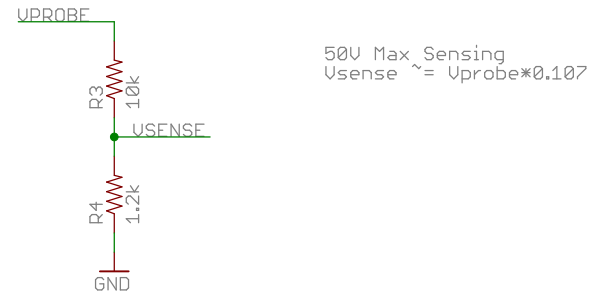 VPROBE
50V Max Sensing
Vsense ~= Vprobe*0.107
R3
10k
VSENSE
R4
1.2k
GND